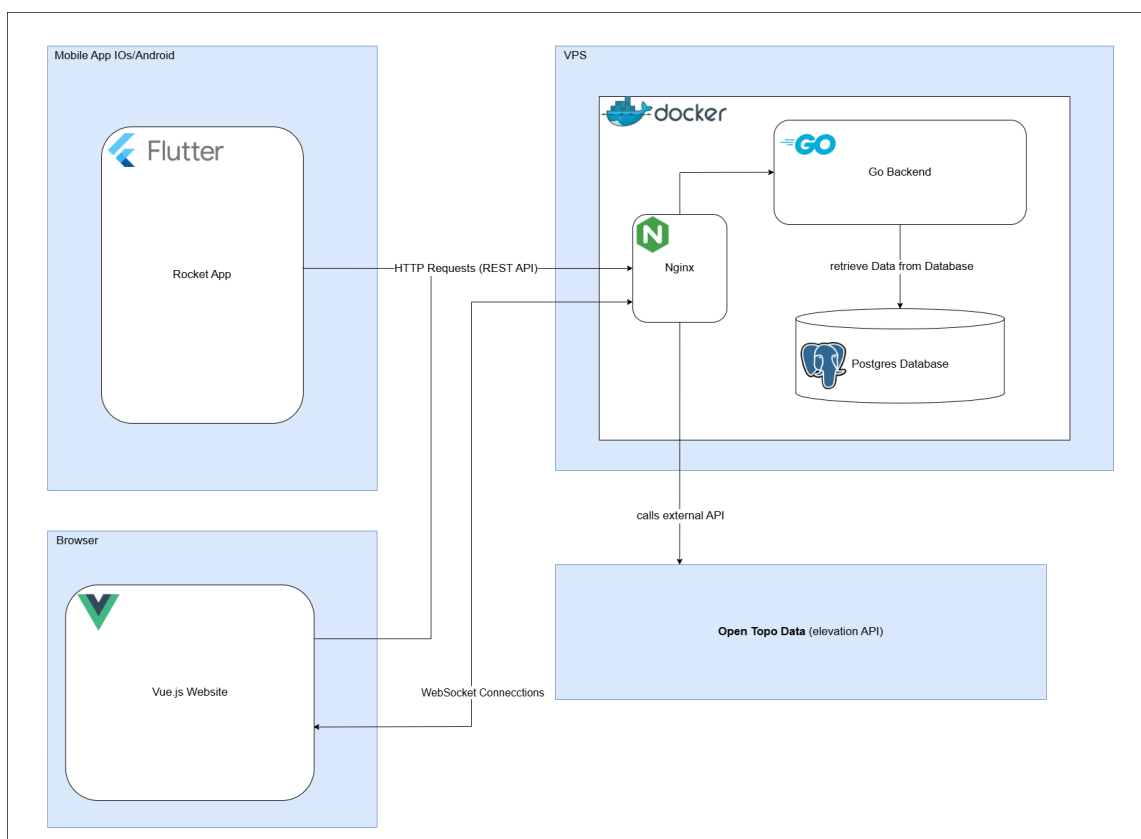 Mobile App IOs/Android
Flutter
Rocket App
VPS
docker
GO
Go Backend
N
Nginx
HTTP Requests (REST API)
retrieve Data from Database
Postgres Database
calls external API
Browser
Vue.js Website
WebSocket Connecctions
Open Topo Data (elevation API)